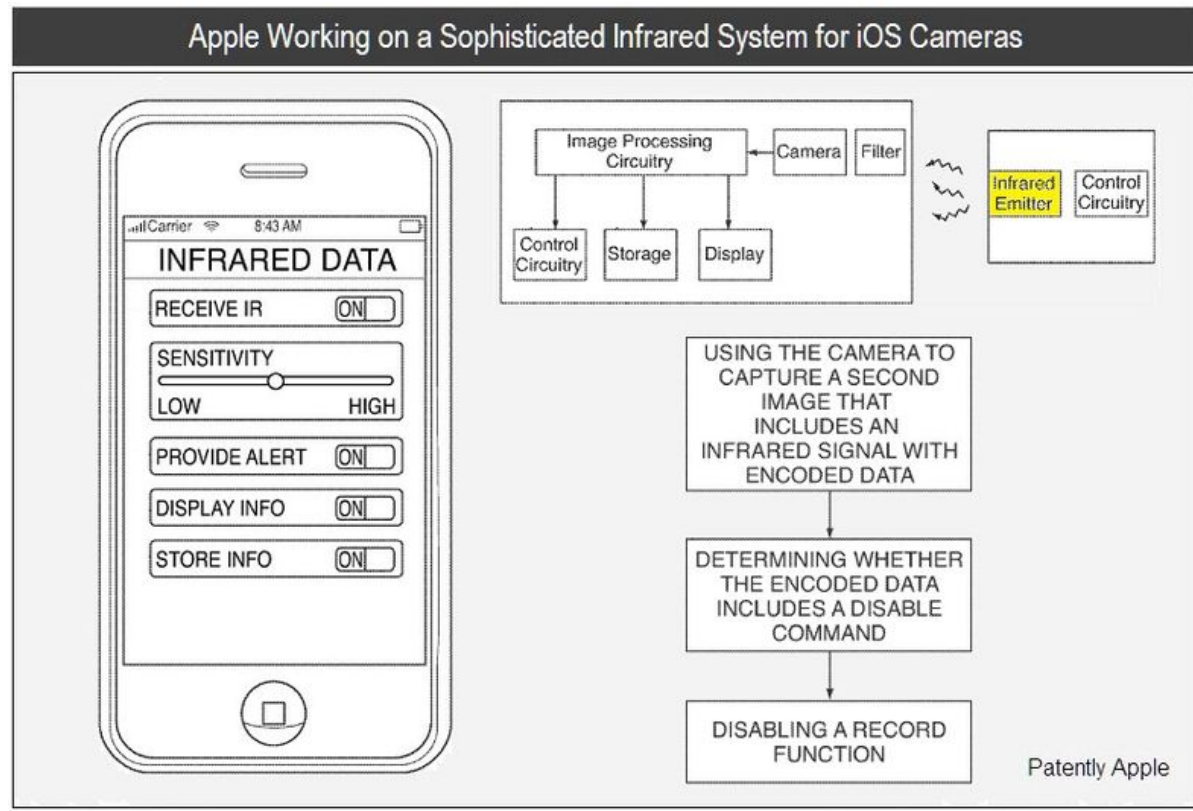 Apple Working on a Sophisticated Infrared System for iOS Cameras
Carrier 8:43 AM
INFRARED DATA
RECEIVE IR ON
SENSITIVITY
LOW HIGH
PROVIDE ALERT ON
DISPLAY INFO ON
STORE INFO ON
Image Processing
Circuitry
Camera
Filter
Control
Circuitry
Storage
Display
Infrared
Emitter
Control
Circuitry
USING THE CAMERA TO
CAPTURE A SECOND
IMAGE THAT
INCLUDES AN
INFRARED SIGNAL WITH
ENCODED DATA
DETERMINING WHETHER
THE ENCODED DATA
INCLUDES A DISABLE
COMMAND
DISABLING A RECORD
FUNCTION
Patently Apple